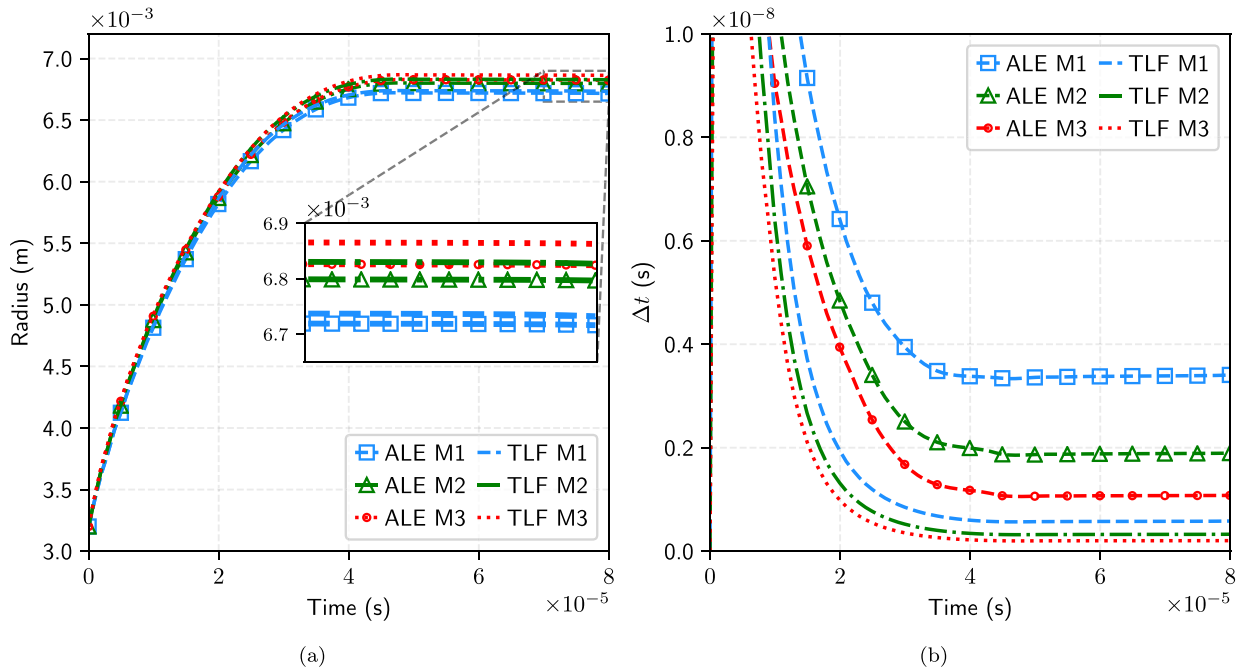 ×10⁻³
7.0
6.5
6.0
5.5
5.0
4.5
4.0
3.5
3.0
Radius (m)
×10⁻³
6.9
6.8
6.7
ALE M1 TLF M1
ALE M2 TLF M2
ALE M3 TLF M3
0 2 4 6 8
Time (s)
×10⁻⁵
(a)
×10⁻⁸
1.0
0.8
0.6
0.4
0.2
0.0
Δt (s)
ALE M1 TLF M1
ALE M2 TLF M2
ALE M3 TLF M3
0 2 4 6 8
Time (s)
×10⁻⁵
(b)